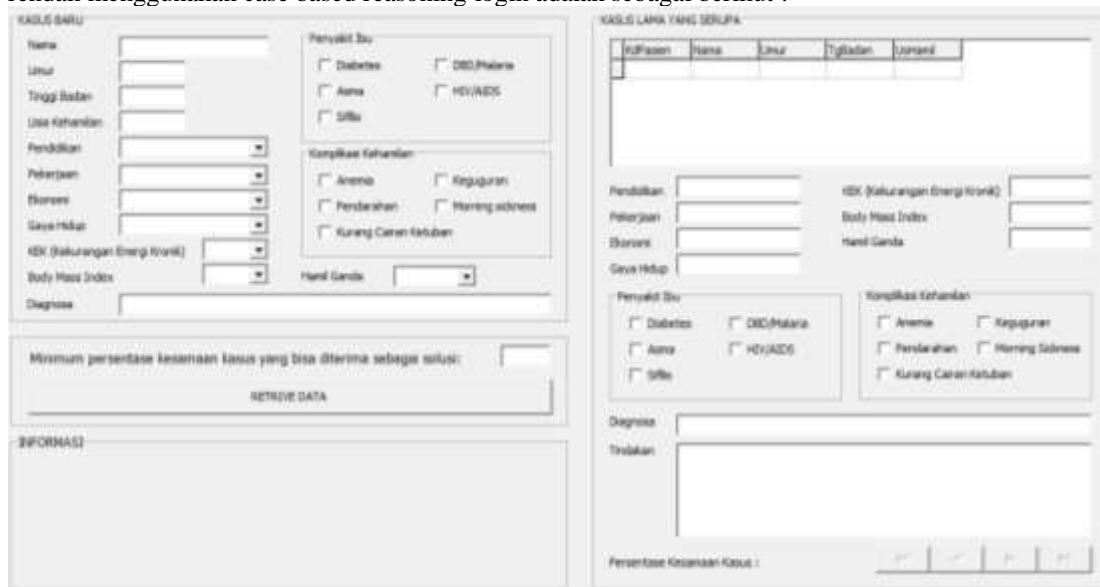 rendah menggunakan case based reasoning login adalah sebagai berikut :
KASUS BARU
Nama
Umur
Tinggi Badan
Usia Kehamilan
Pendidikan
Pekerjaan
Ekonomi
Gaya Hidup
KEK (Kekurangan Energi Kronik)
Body Mass Index
Diagnosa
Penyakit Ibu
Diabetes
DBD/Malaria
Asma
HIV/AIDS
Sifilis
Komplikasi Kehamilan
Anemia
Keguguran
Pendarahan
Morning sickness
Kurang Cairan Ketuban
Hamil Ganda
Minimum persentase kesamaan kasus yang bisa diterima sebagai solusi:
RETRIVE DATA
INFORMASI
KASUS LAMA YANG SERUPA
KdPasien Nama Umur TgBadan UsHamil
Pendidikan
Pekerjaan
Ekonomi
Gaya Hidup
KEK (Kekurangan Energi Kronik)
Body Mass Index
Hamil Ganda
Penyakit Ibu
Diabetes
DBD/Malaria
Asma
HIV/AIDS
Sifilis
Komplikasi Kehamilan
Anemia
Keguguran
Pendarahan
Morning Sickness
Kurang Cairan Ketuban
Diagnosa
Tindakan
Persentase Kesamaan Kasus :